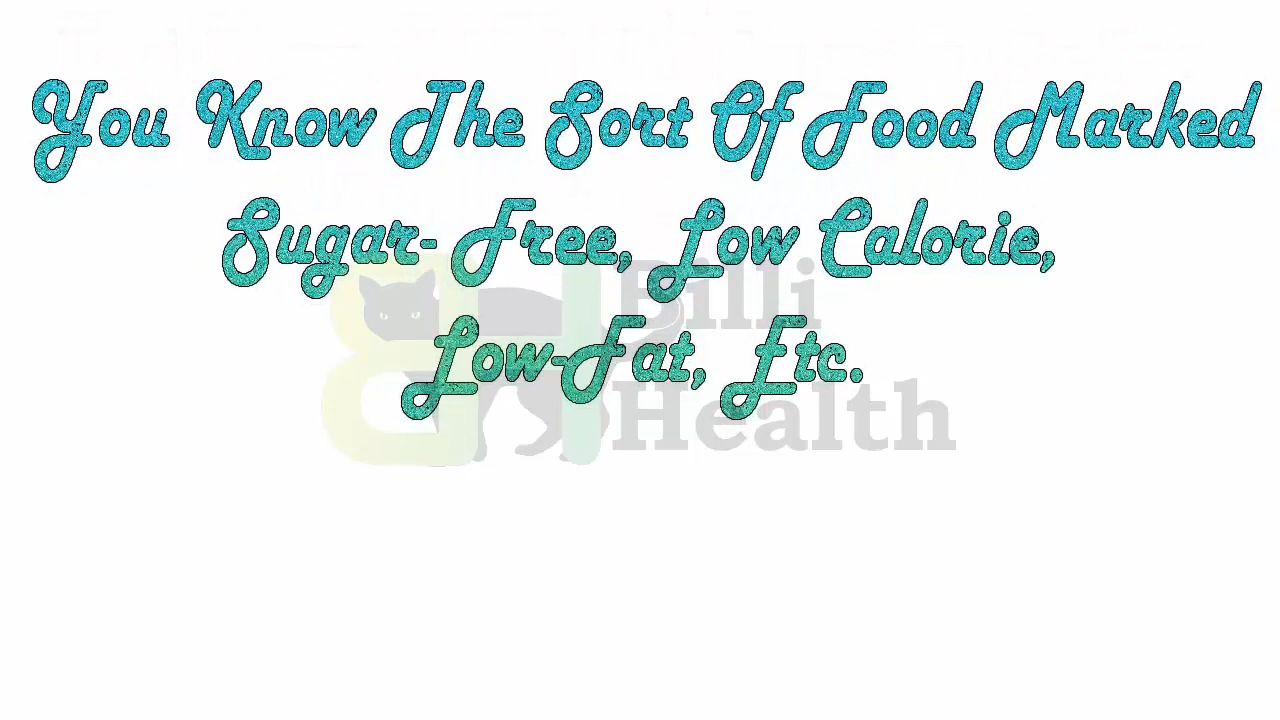 You Know The Sort Of Food Marked
Sugar- Free, Low Calorie,
Low-Fat, Etc.
Billi
Health